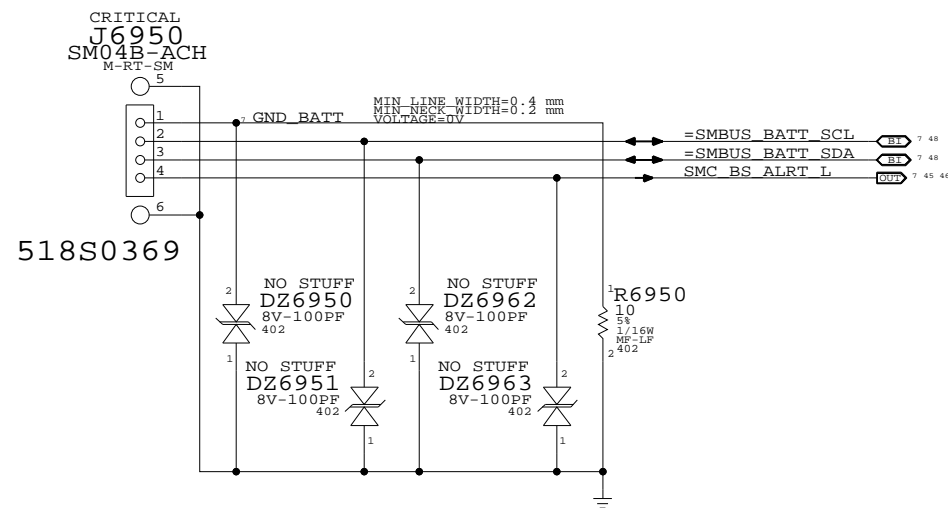 CRITICAL
J6950
SM04B-ACH
M-RT-SM
5
1
7
GND_BATT
MIN_LINE_WIDTH=0.4 mm
MIN_NECK_WIDTH=0.2 mm
VOLTAGE=0V
2
=SMBUS_BATT_SCL
BI
7 48
3
=SMBUS_BATT_SDA
BI
7 48
4
SMC_BS_ALRT_L
OUT
7 45 46
6
518S0369
2
NO STUFF
DZ6950
8V-100PF
402
1
2
NO STUFF
DZ6962
8V-100PF
402
1
1
R6950
10
5%
1/16W
MF-LF
402
2
NO STUFF
DZ6951
8V-100PF
402
2
1
NO STUFF
DZ6963
8V-100PF
402
2
1